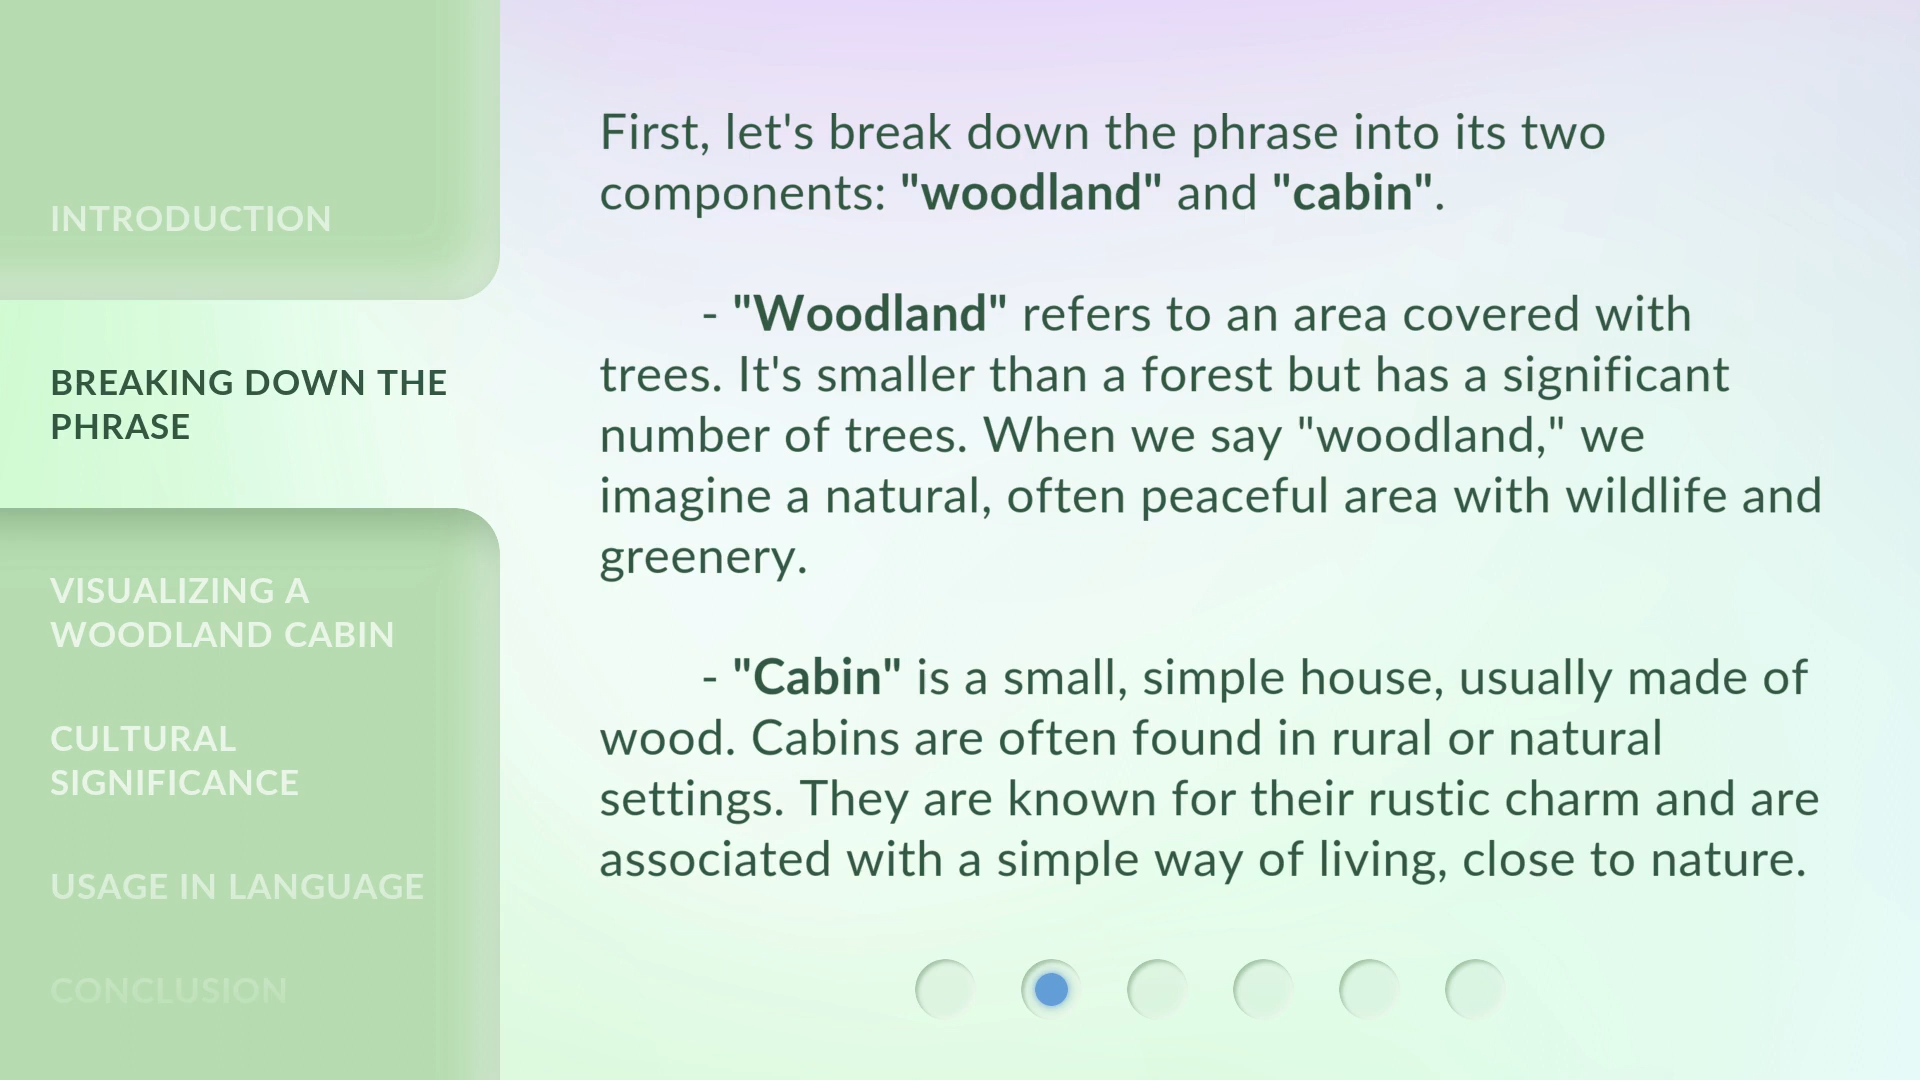 INTRODUCTION
BREAKING DOWN THE
PHRASE
VISUALIZING A
WOODLAND CABIN
CULTURAL
SIGNIFICANCE
USAGE IN LANGUAGE
CONCLUSION
First, let's break down the phrase into its two
components: "woodland" and "cabin".
- "Woodland" refers to an area covered with
trees. It's smaller than a forest but has a significant
number of trees. When we say "woodland," we
imagine a natural, often peaceful area with wildlife and
greenery.
- "Cabin" is a small, simple house, usually made of
wood. Cabins are often found in rural or natural
settings. They are known for their rustic charm and are
associated with a simple way of living, close to nature.